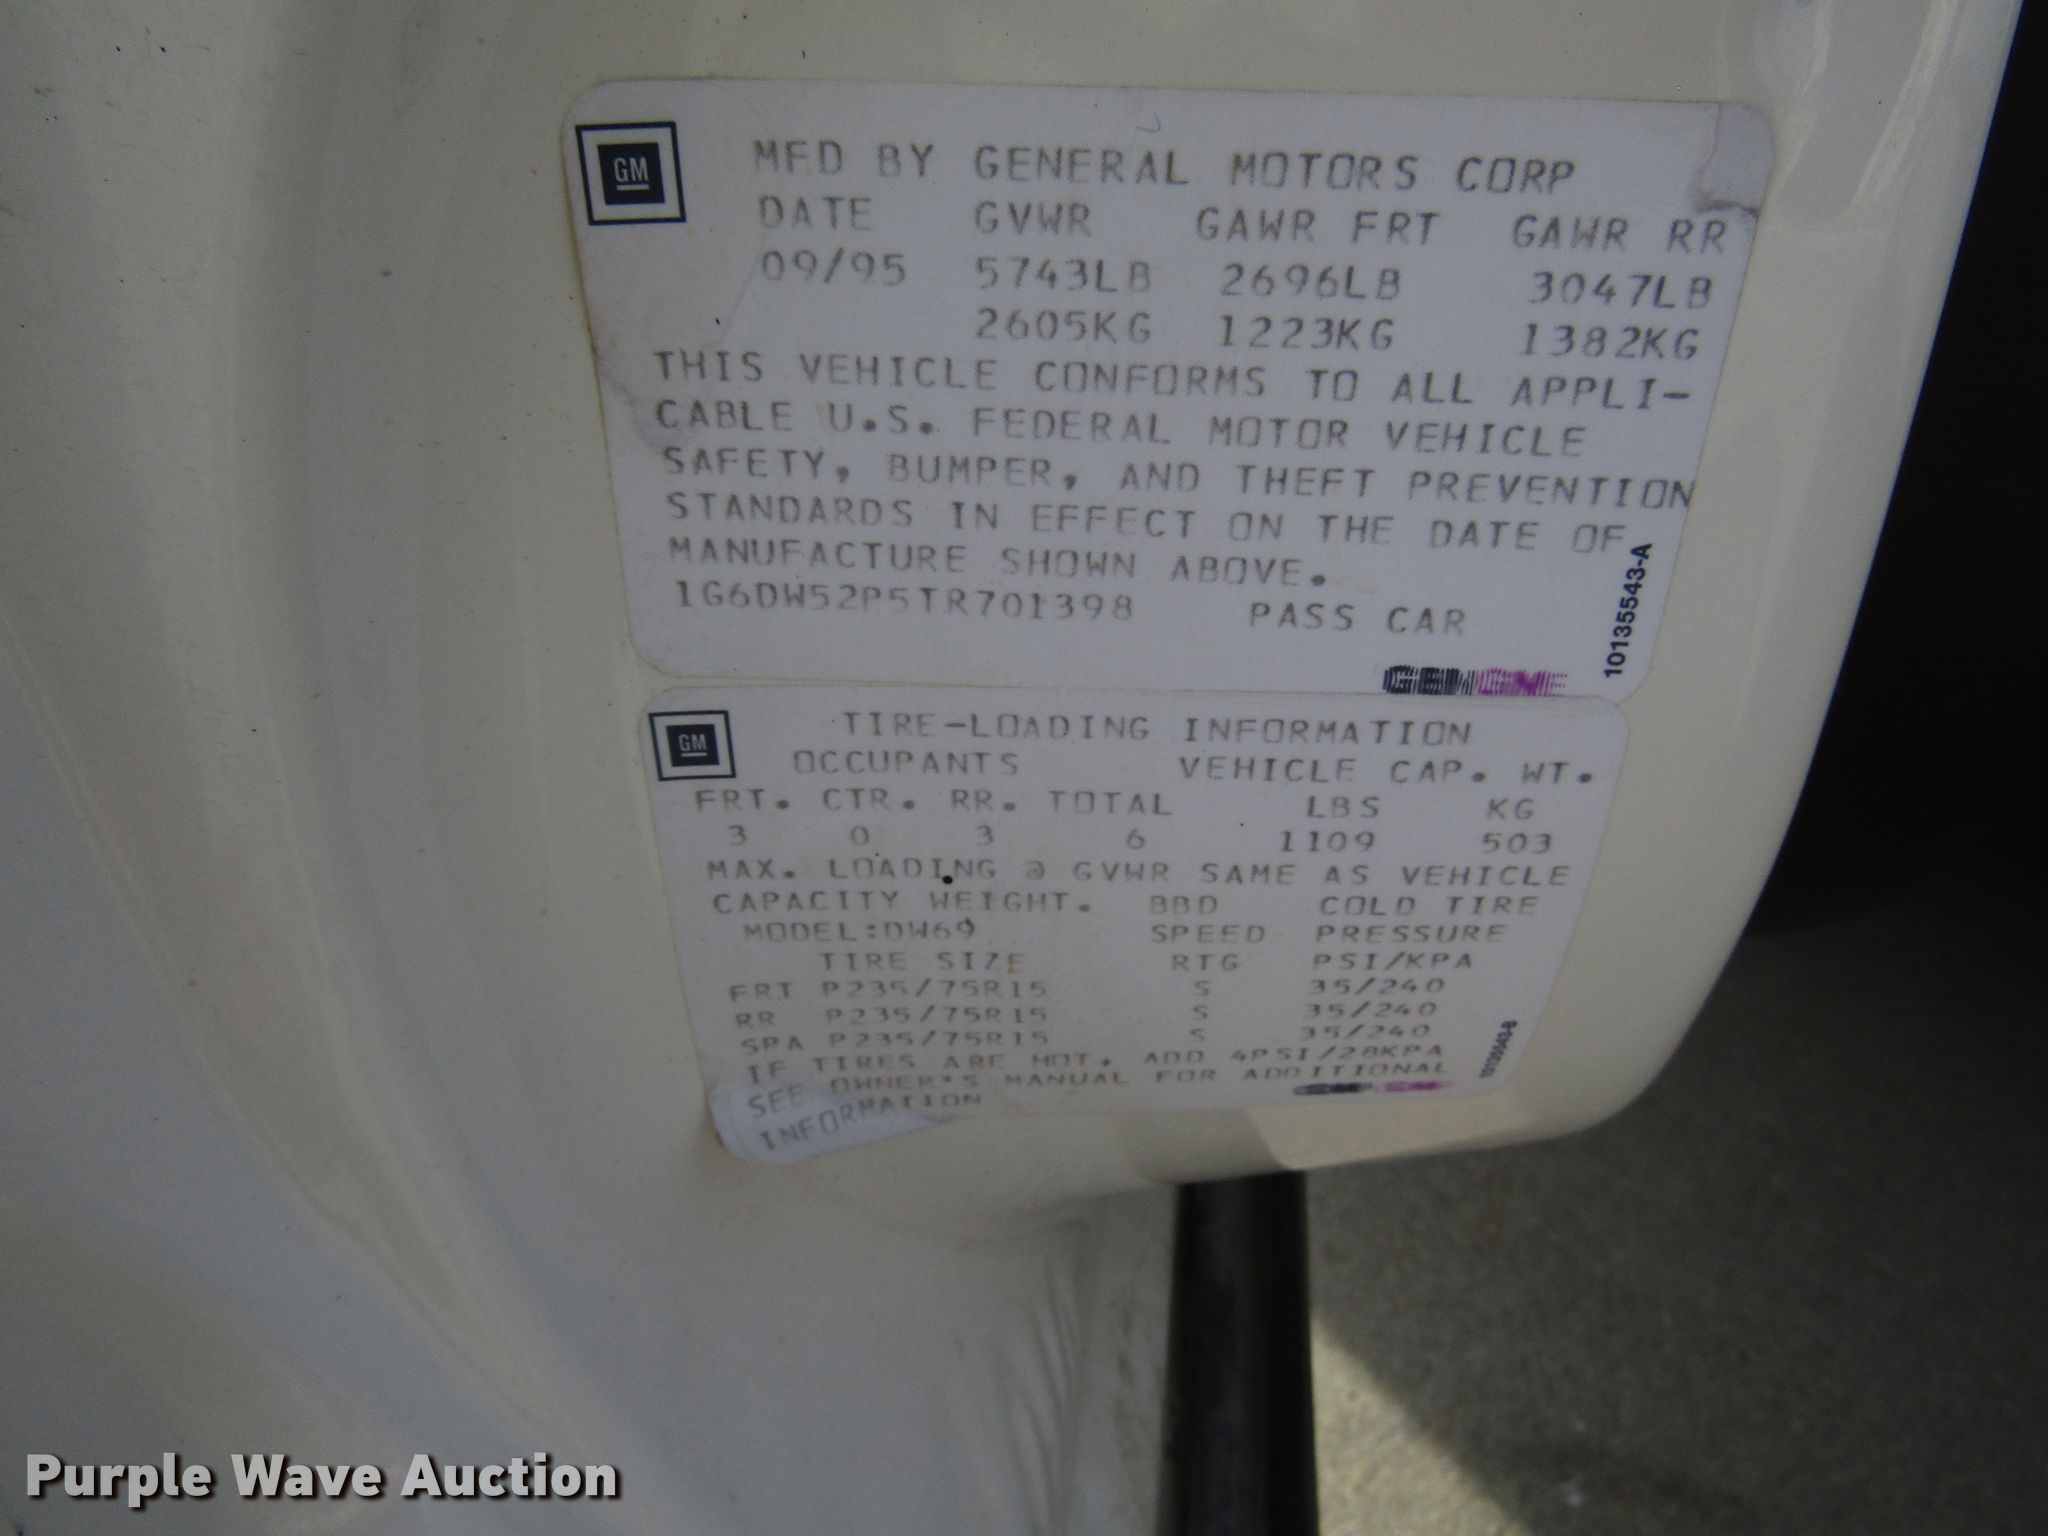 GM
MFD BY GENERAL MOTORS CORP
DATE GVWR GAWR FRT GAWR RR
09/95 5743LB 2696LB 3047LB
2605KG 1223KG 1382KG
THIS VEHICLE CONFORMS TO ALL APPLI-
CABLE U.S. FEDERAL MOTOR VEHICLE
SAFETY, BUMPER, AND THEFT PREVENTION
STANDARDS IN EFFECT ON THE DATE OF
MANUFACTURE SHOWN ABOVE.
1G6DW52P5TR701398 PASS CAR
10135543-A
GM
TIRE-LOADING INFORMATION
OCCUPANTS VEHICLE CAP. WT.
FRT. CTR. RR. TOTAL LBS KG
3 0 3 6 1109 503
MAX. LOADING @ GVWR SAME AS VEHICLE
CAPACITY WEIGHT. BBD COLD TIRE
MODEL:DW69 SPEED PRESSURE
TIRE SIZE RTG PSI/KPA
FRT P235/75R15 S 35/240
RR P235/75R15 S 35/240
SPA P235/75R15 S 35/240
IF TIRES ARE HOT, ADD 4PSI/28KPA
SEE OWNER'S MANUAL FOR ADDITIONAL
INFORMATION
Purple Wave Auction